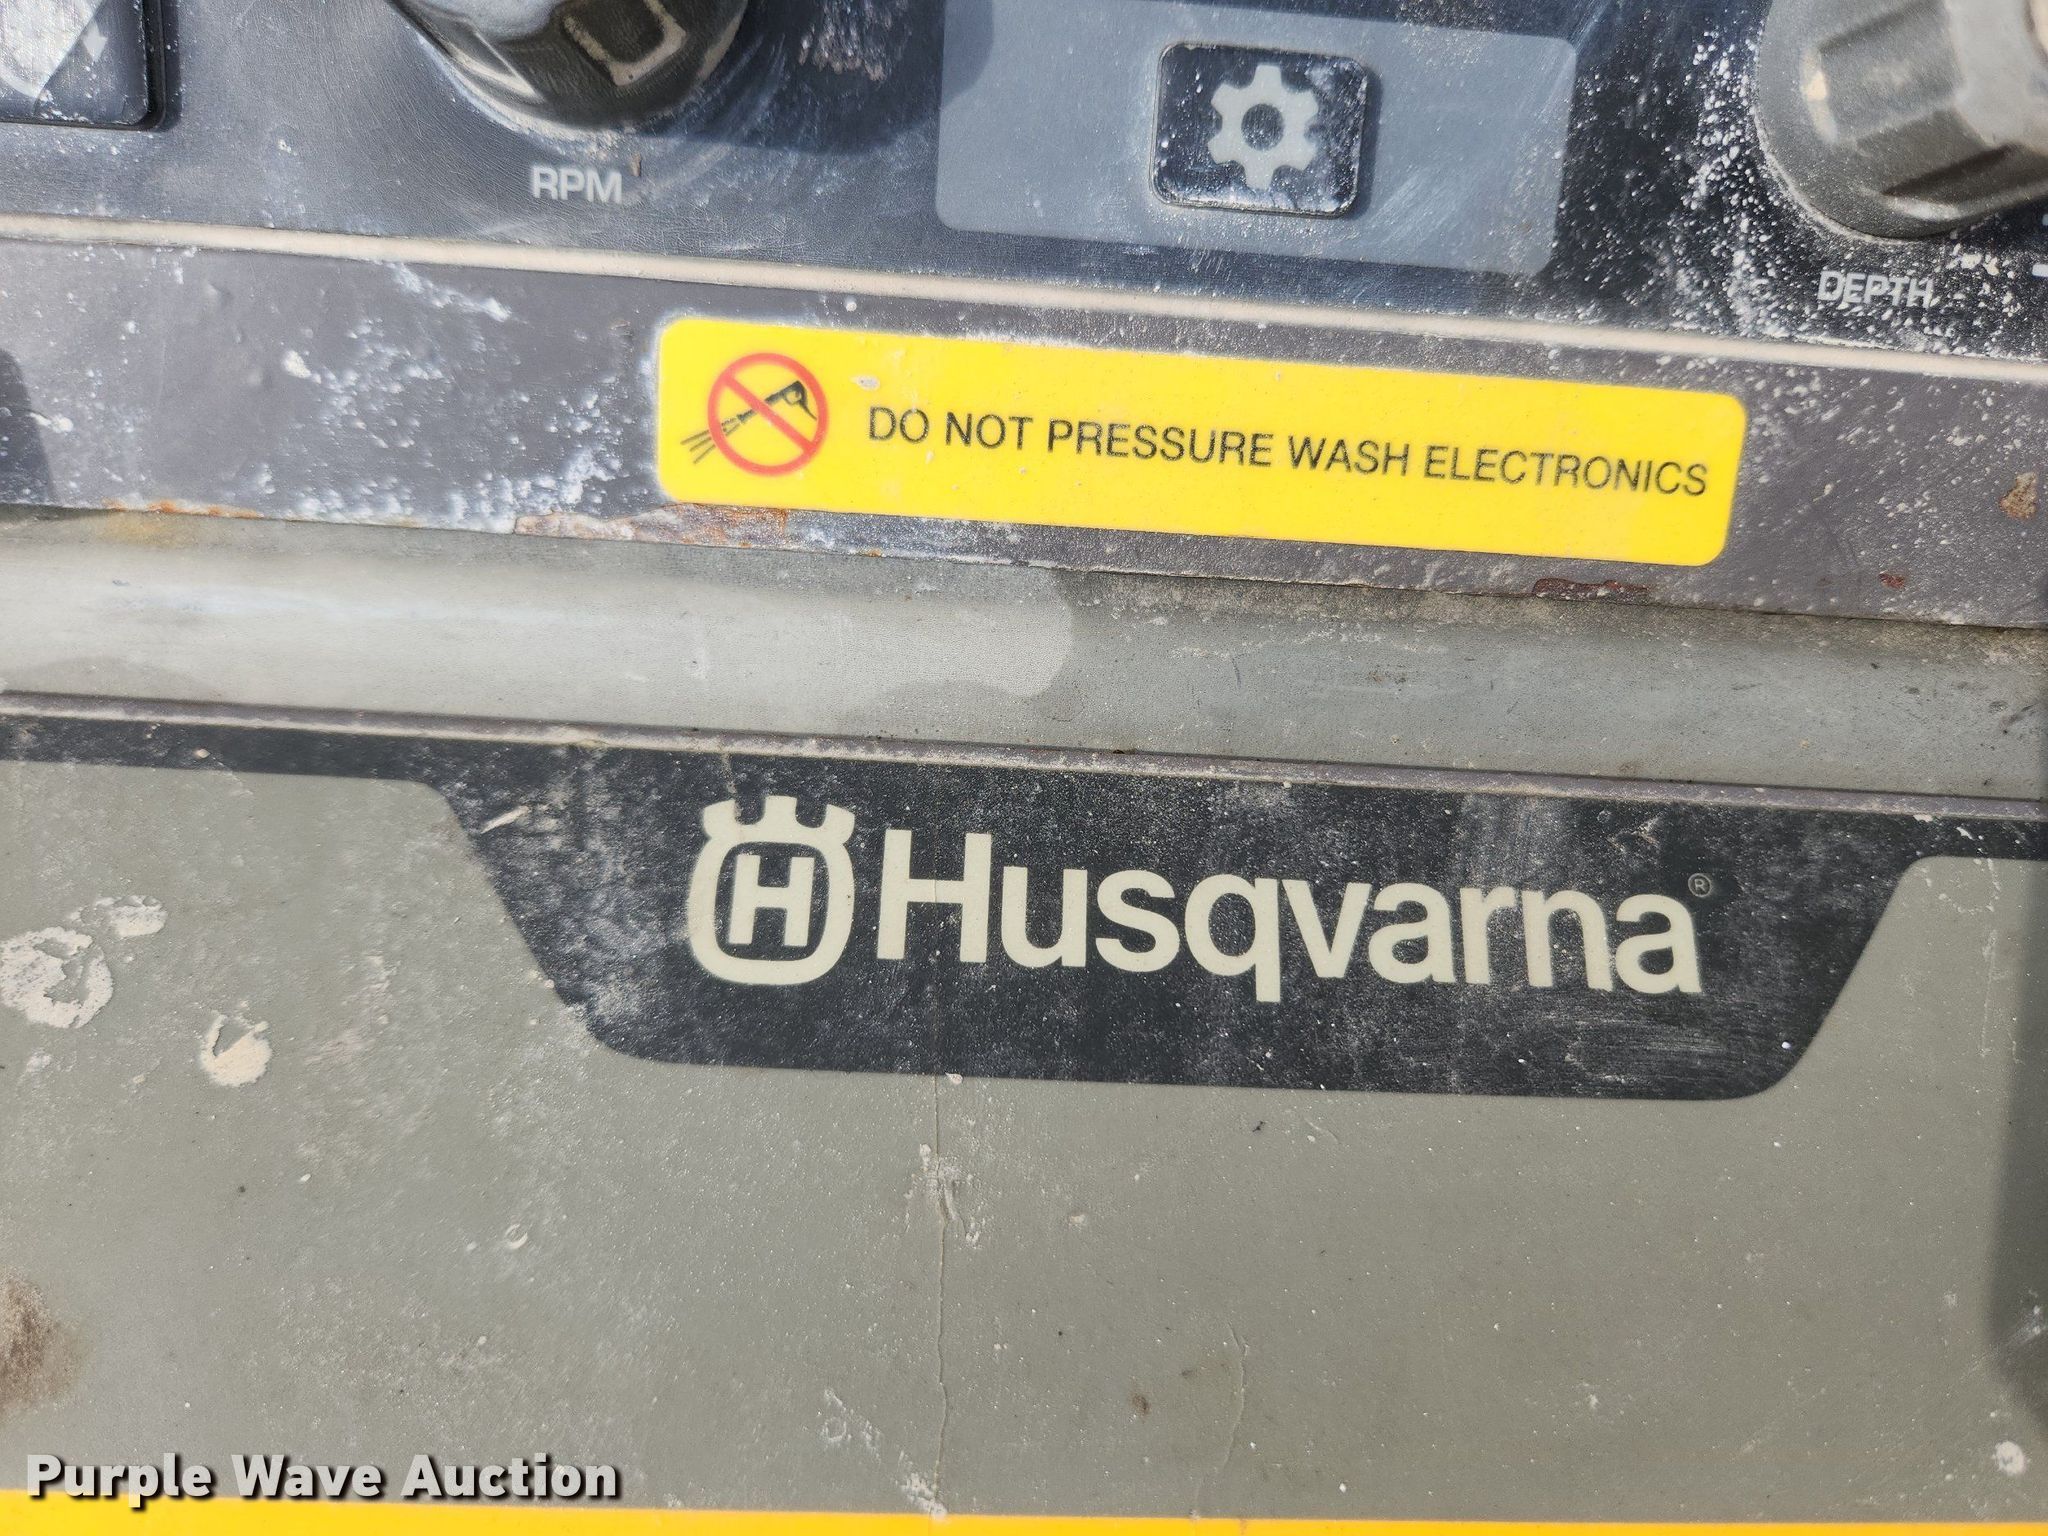 RPM
DEPTH
DO NOT PRESSURE WASH ELECTRONICS
H Husqvarna®
Purple Wave Auction